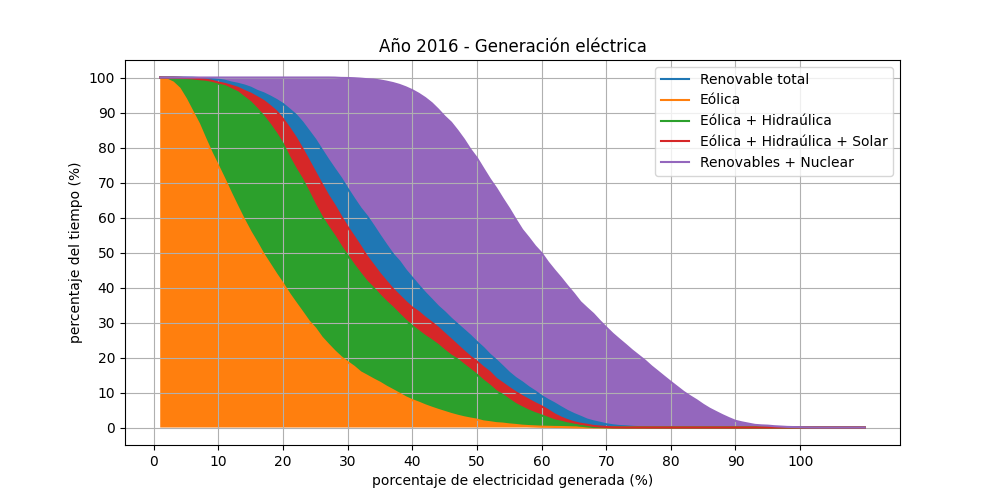 Año 2016 - Generación eléctrica
Renovable total
Eólica
Eólica + Hidraúlica
Eólica + Hidraúlica + Solar
Renovables + Nuclear
porcentaje del tiempo (%)
100
90
80
70
60
50
40
30
20
10
0
0 10 20 30 40 50 60 70 80 90 100
porcentaje de electricidad generada (%)